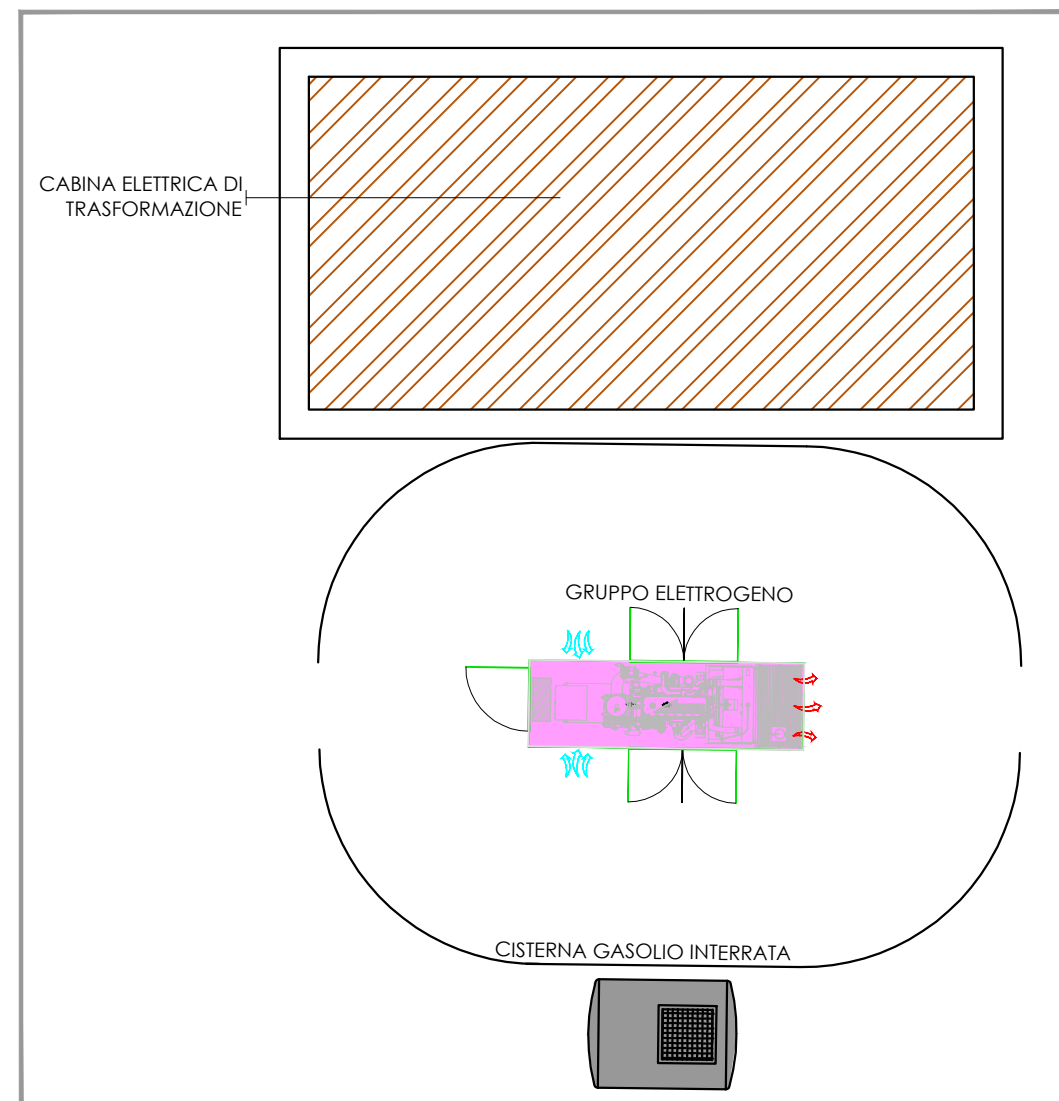 CABINA ELETTRICA DI
TRASFORMAZIONE
GRUPPO ELETTROGENO
CISTERNA GASOLIO INTERRATA